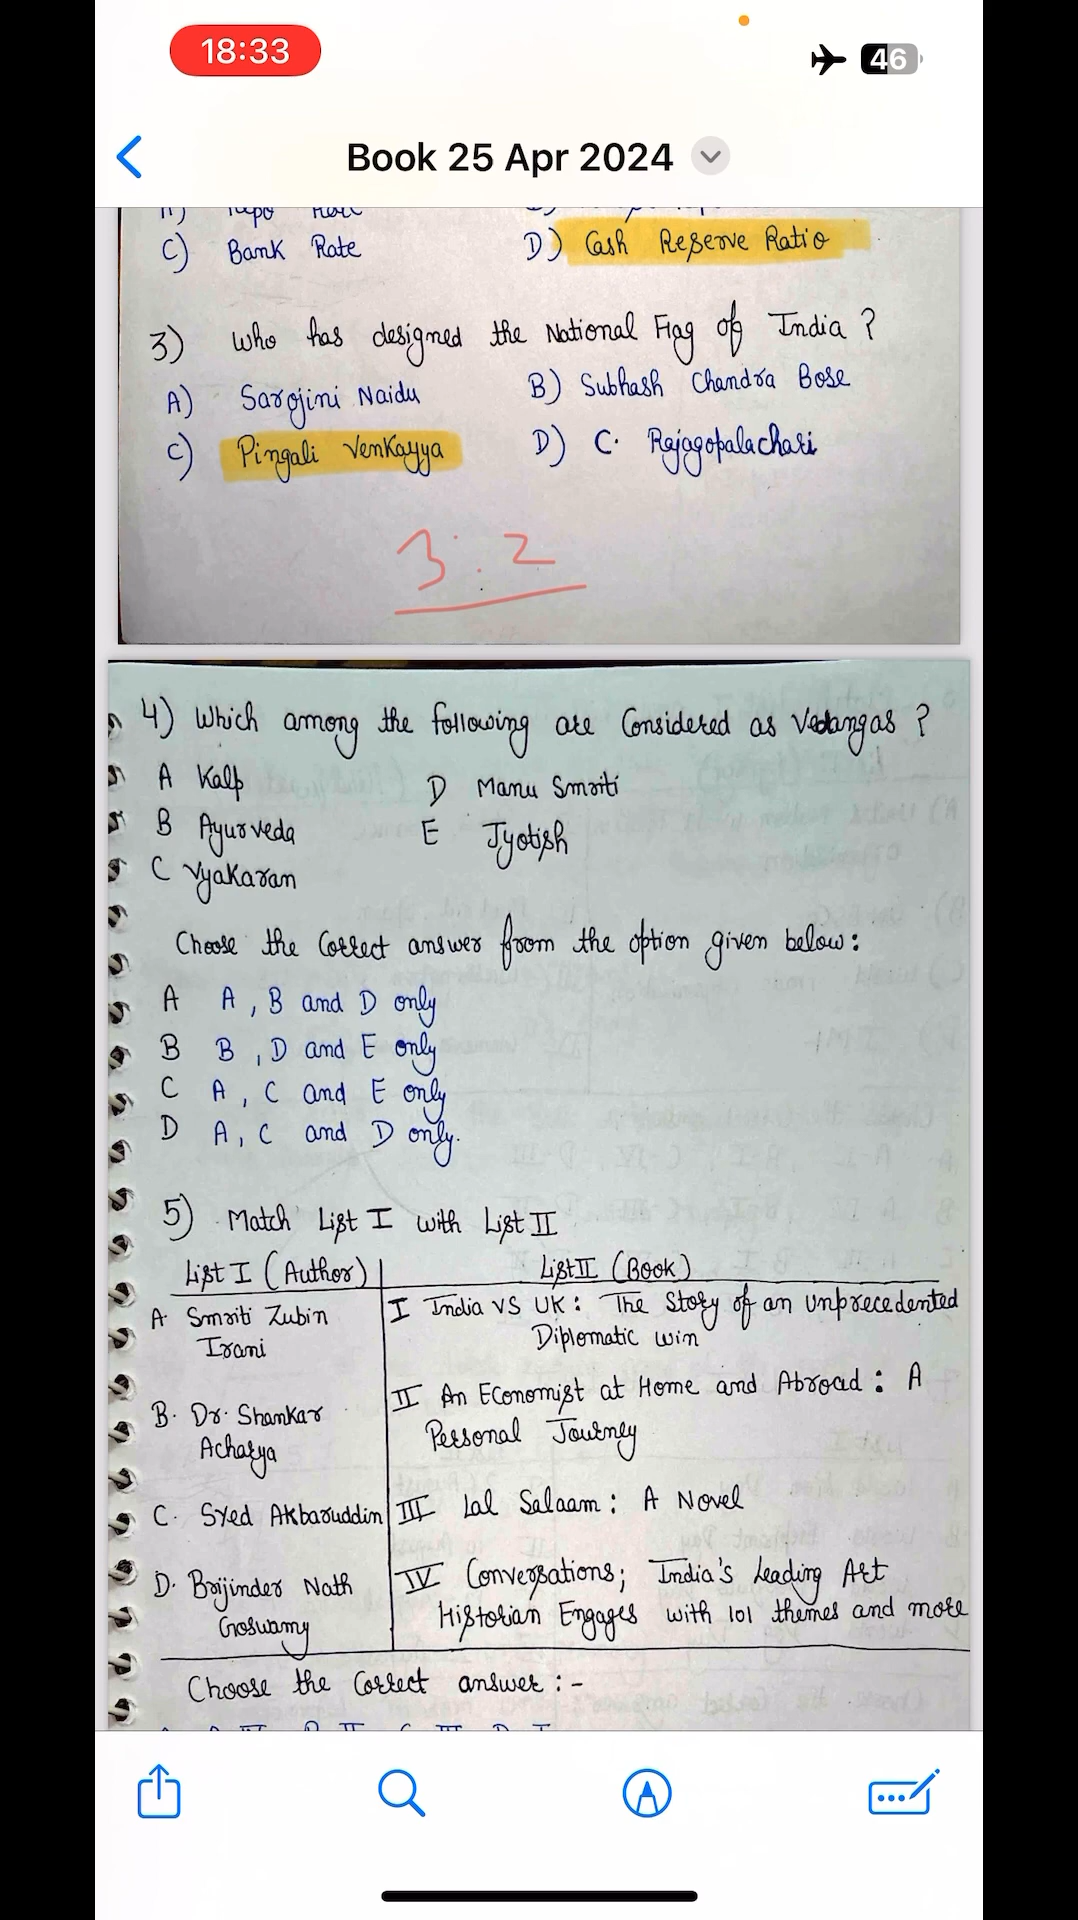 18:33
46
Book 25 Apr 2024
C) Bank Rate D) Cash Reserve Ratio
3) Who has designed the National Flag of India ?
A) Sarojini Naidu B) Subhash Chandra Bose
C) Pingali Venkayya D) C. Rajagopalachari
3:2
4) Which among the following are Considered as Vedangas ?
A Kalp D Manu Smriti
B Ayurveda E Jyotish
C Vyakaran
Choose the Correct answer from the option given below:
A A, B and D only
B B, D and E only
C A, C and E only
D A, C and D only.
5) Match List I with List II
List I (Author) List II (Book)
A. Smriti Zubin Irani I India VS UK: The Story of an Unprecedented Diplomatic win
B. Dr. Shankar Acharya II An Economist at Home and Abroad: A Personal Journey
C. Syed Akbaruddin III Lal Salaam: A Novel
D. Brijinder Nath Goswamy IV Conversations; India's Leading Art Historian Engages with 101 themes and more
Choose the Correct answer :-